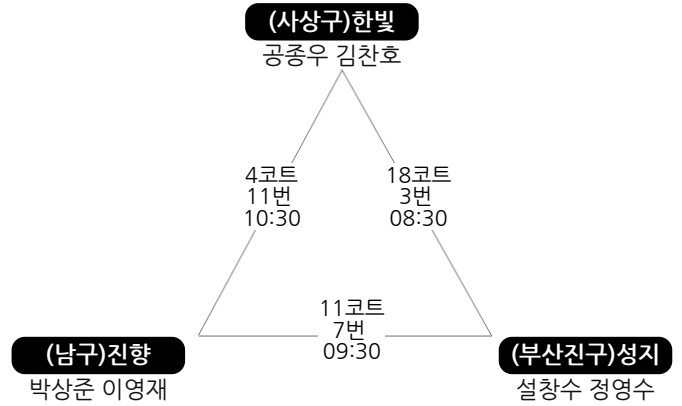 (사상구)한빛
공종우 김찬호
4코트
11번
10:30
18코트
3번
08:30
11코트
7번
09:30
(남구)진향
박상준 이영재
(부산진구)성지
설창수 정영수